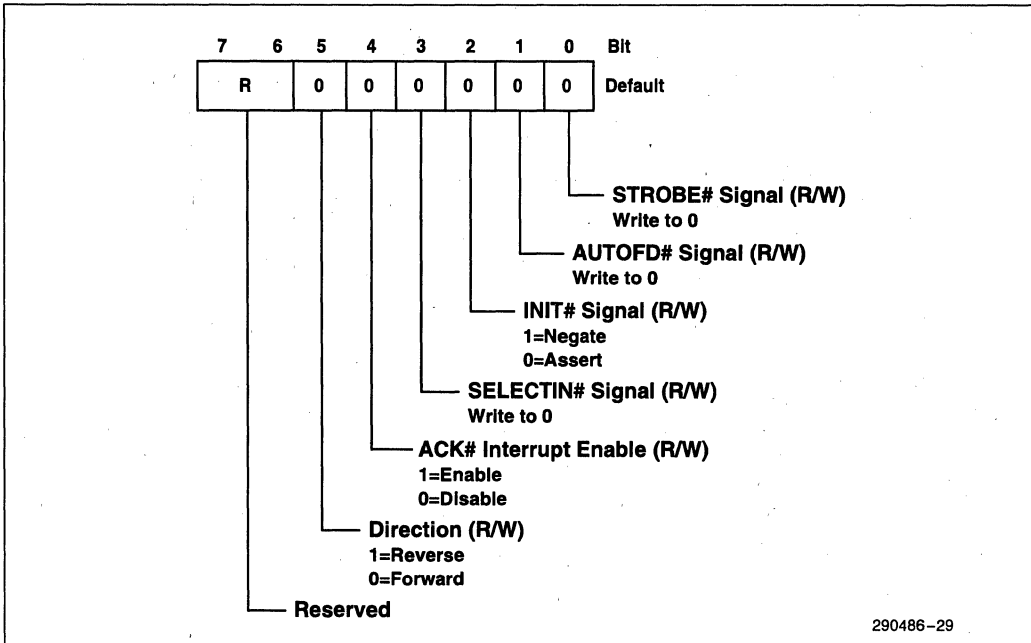 7 6 5 4 3 2 1 0 Bit
R 0 0 0 0 0 0 Default
STROBE# Signal (R/W)
Write to 0
AUTOFD# Signal (R/W)
Write to 0
INIT# Signal (R/W)
1=Negate
0=Assert
SELECTIN# Signal (R/W)
Write to 0
ACK# Interrupt Enable (R/W)
1=Enable
0=Disable
Direction (R/W)
1=Reverse
0=Forward
Reserved
290486-29